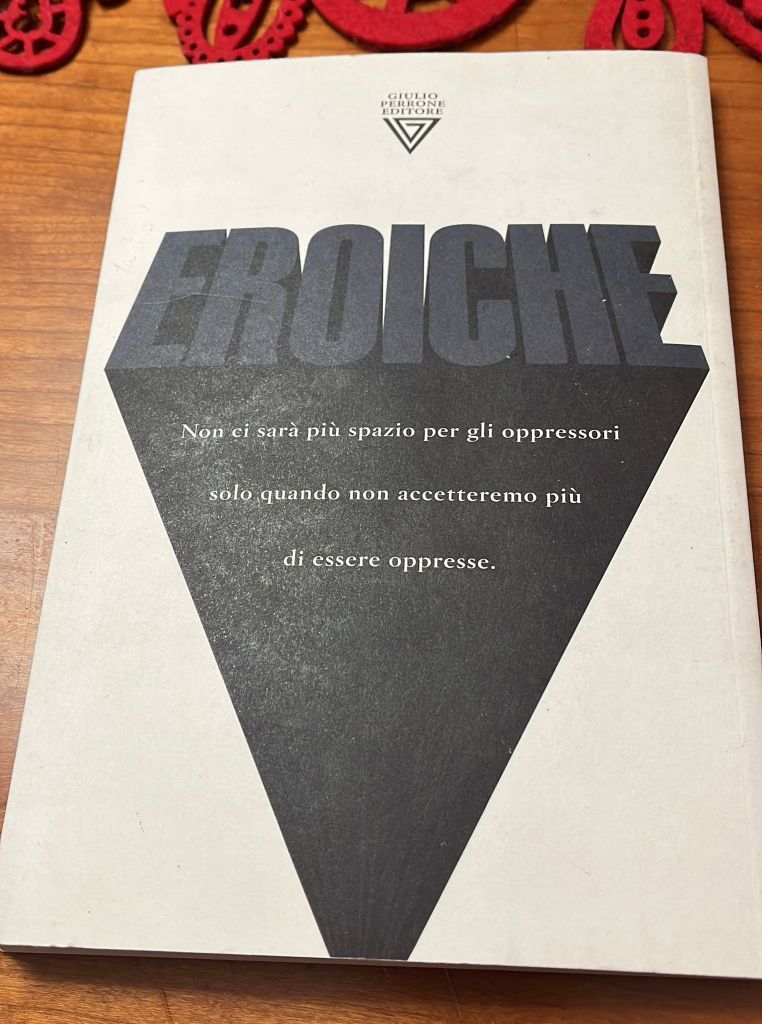 GIULIO
PERRONE
EDITORE
EROICHE
Non ci sarà più spazio per gli oppressori
solo quando non accetteremo più
di essere oppresse.